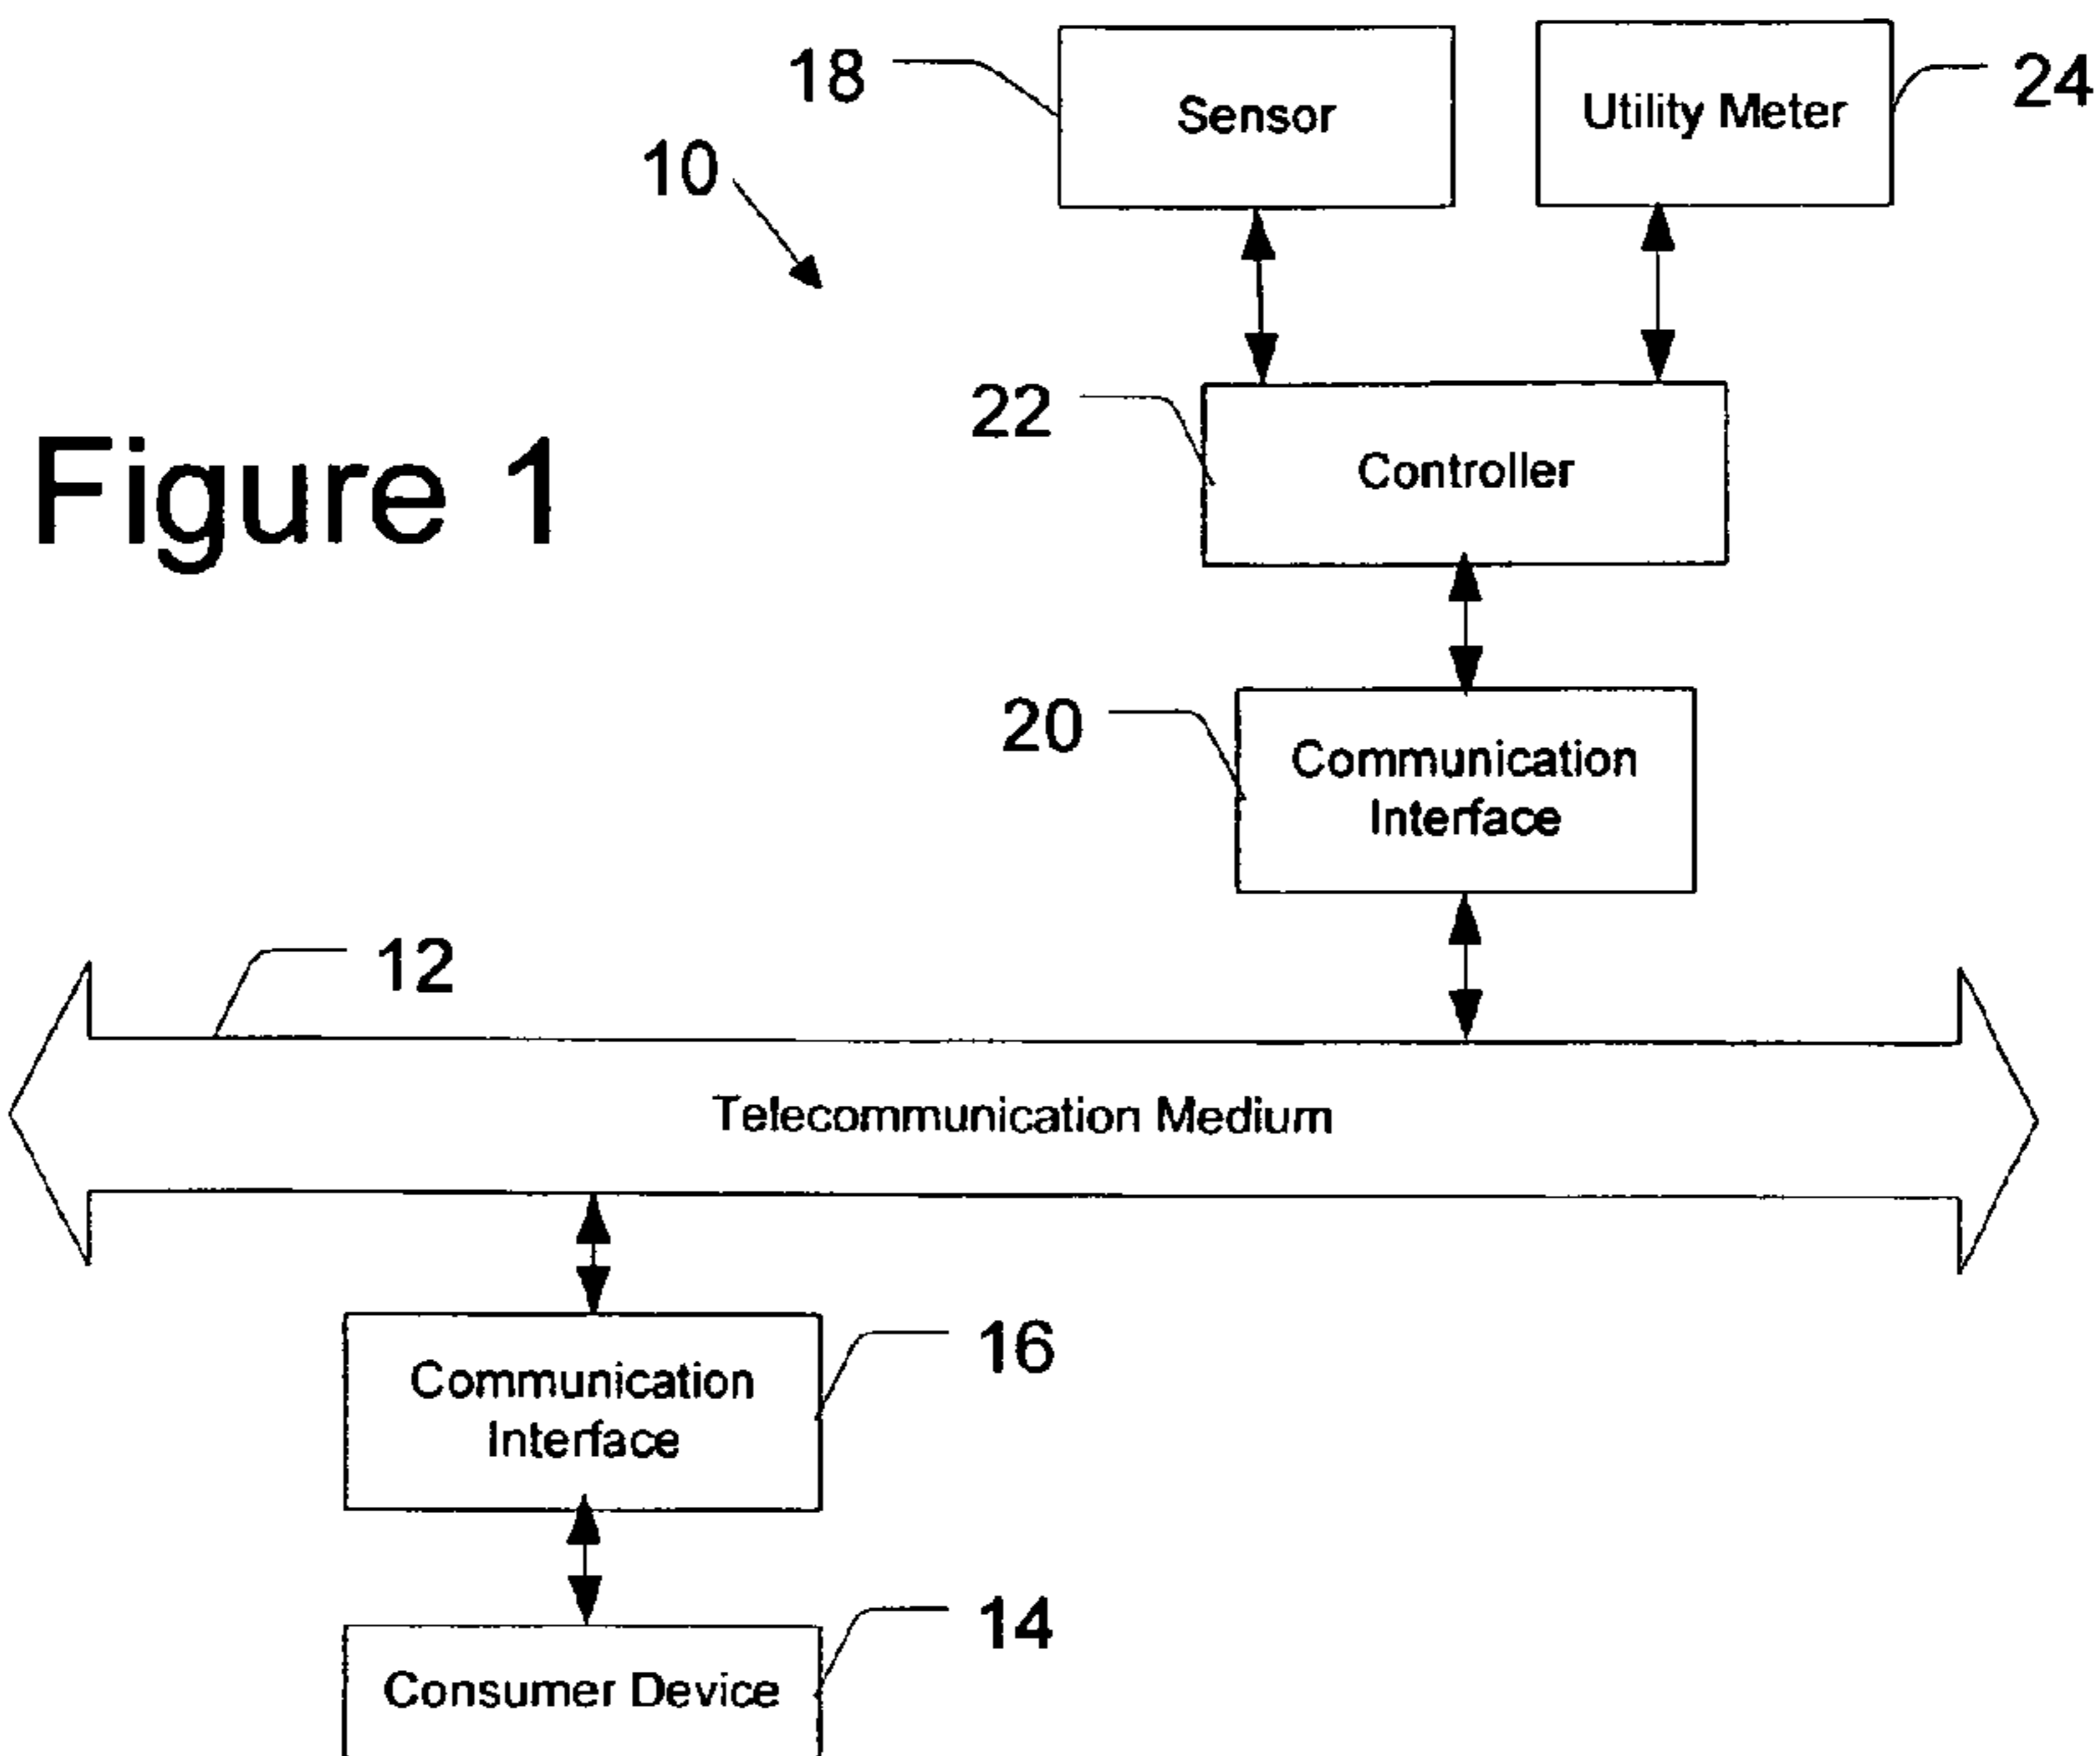 18
Sensor
Utility Meter
24
10
Figure 1
22
Controller
20
Communication
Interface
12
Telecommunication Medium
Communication
Interface
16
Consumer Device
14